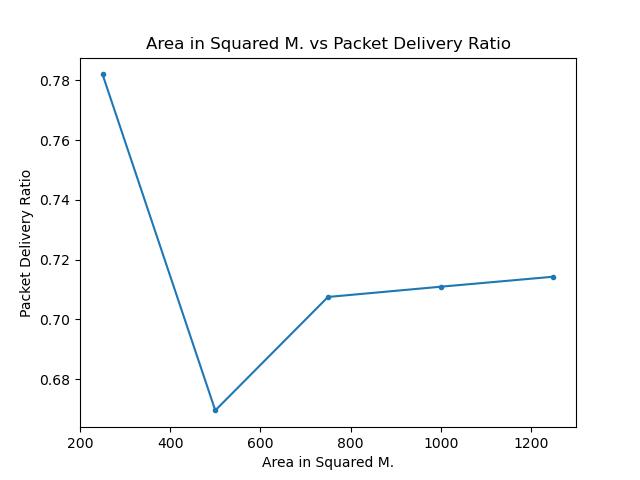 Area in Squared M. vs Packet Delivery Ratio
Packet Delivery Ratio
0.78
0.76
0.74
0.72
0.70
0.68
200 400 600 800 1000 1200
Area in Squared M.